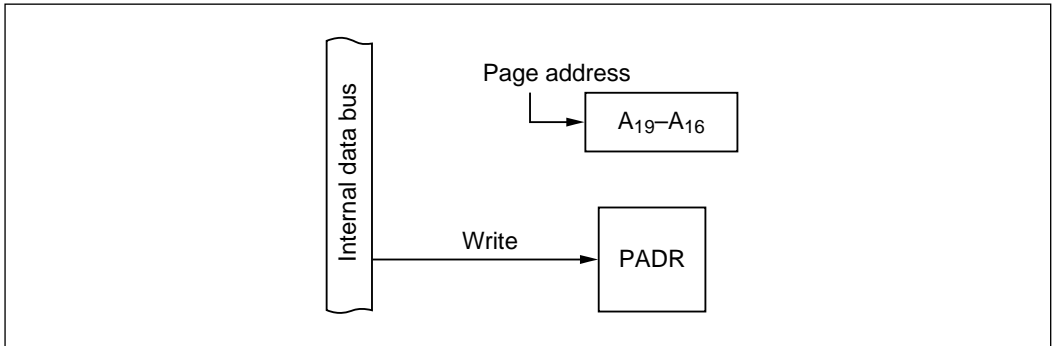 Internal data bus
Page address
A19–A16
Write
PADR